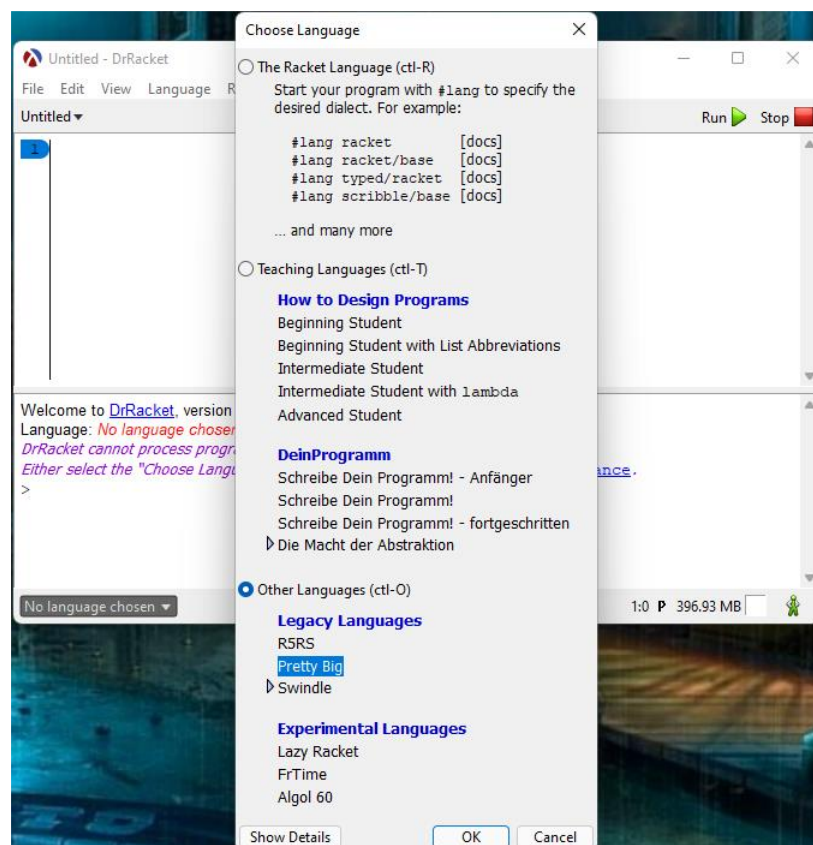 Choose Language
The Racket Language (ctl-R)
Start your program with #lang to specify the
desired dialect. For example:
#lang racket [docs]
#lang racket/base [docs]
#lang typed/racket [docs]
#lang scribble/base [docs]
... and many more
Teaching Languages (ctl-T)
How to Design Programs
Beginning Student
Beginning Student with List Abbreviations
Intermediate Student
Intermediate Student with lambda
Advanced Student
DeinProgramm
Schreibe Dein Programm! - Anfänger
Schreibe Dein Programm!
Schreibe Dein Programm! - fortgeschritten
Die Macht der Abstraktion
Other Languages (ctl-O)
Legacy Languages
R5RS
Pretty Big
Swindle
Experimental Languages
Lazy Racket
FrTime
Algol 60
Show Details OK Cancel
Untitled - DrRacket
File Edit View Language R
Untitled Run Stop
1
Welcome to DrRacket, version
Language: No language chosen
DrRacket cannot process progr
Either select the "Choose Langu ance.
>
No language chosen 1:0 P 396.93 MB